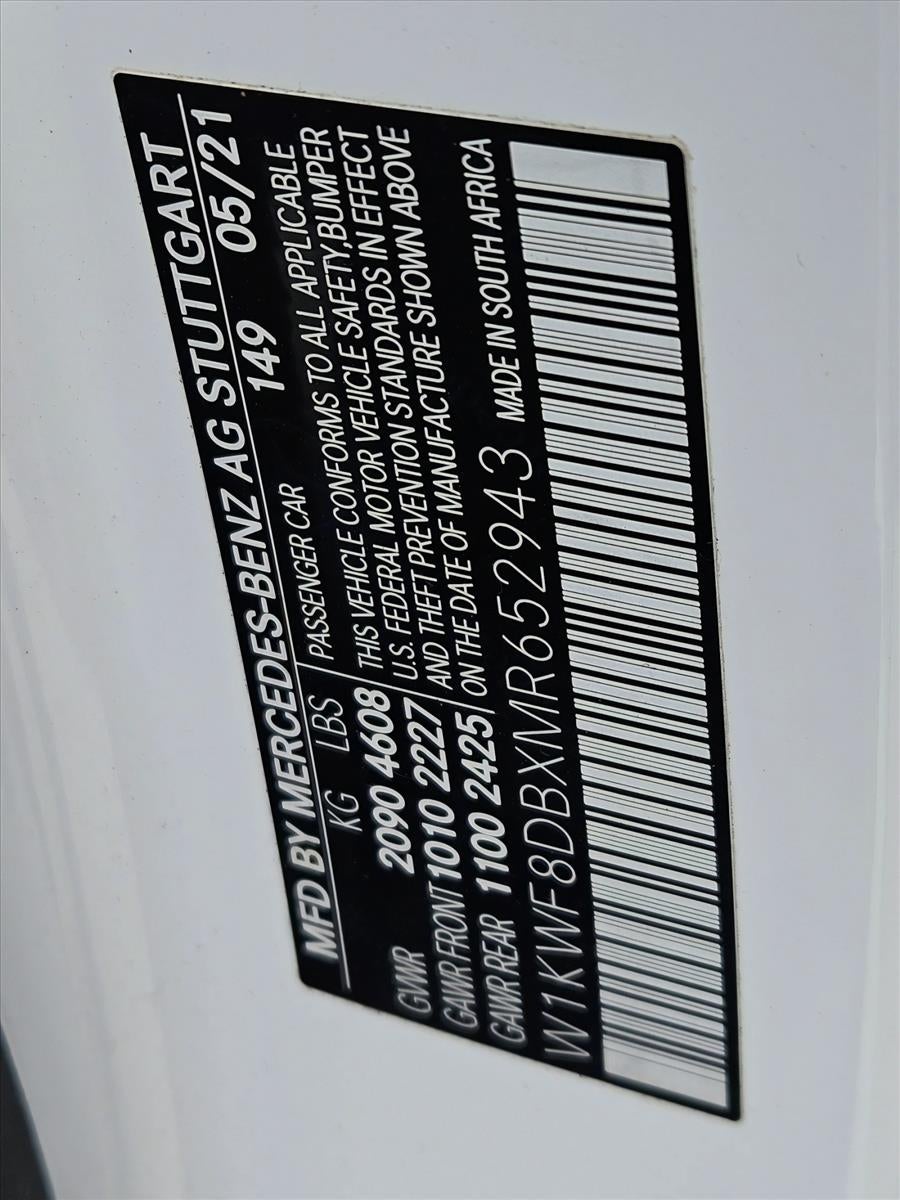 MFD BY MERCEDES-BENZ AG STUTTGART
149 05/21
KG LBS
GVWR 2090 4608
GAWR FRONT 1010 2227
GAWR REAR 1100 2425
PASSENGER CAR
THIS VEHICLE CONFORMS TO ALL APPLICABLE
U.S. FEDERAL MOTOR VEHICLE SAFETY,BUMPER
AND THEFT PREVENTION STANDARDS IN EFFECT
ON THE DATE OF MANUFACTURE SHOWN ABOVE
W1KWF8DBXMR652943 MADE IN SOUTH AFRICA